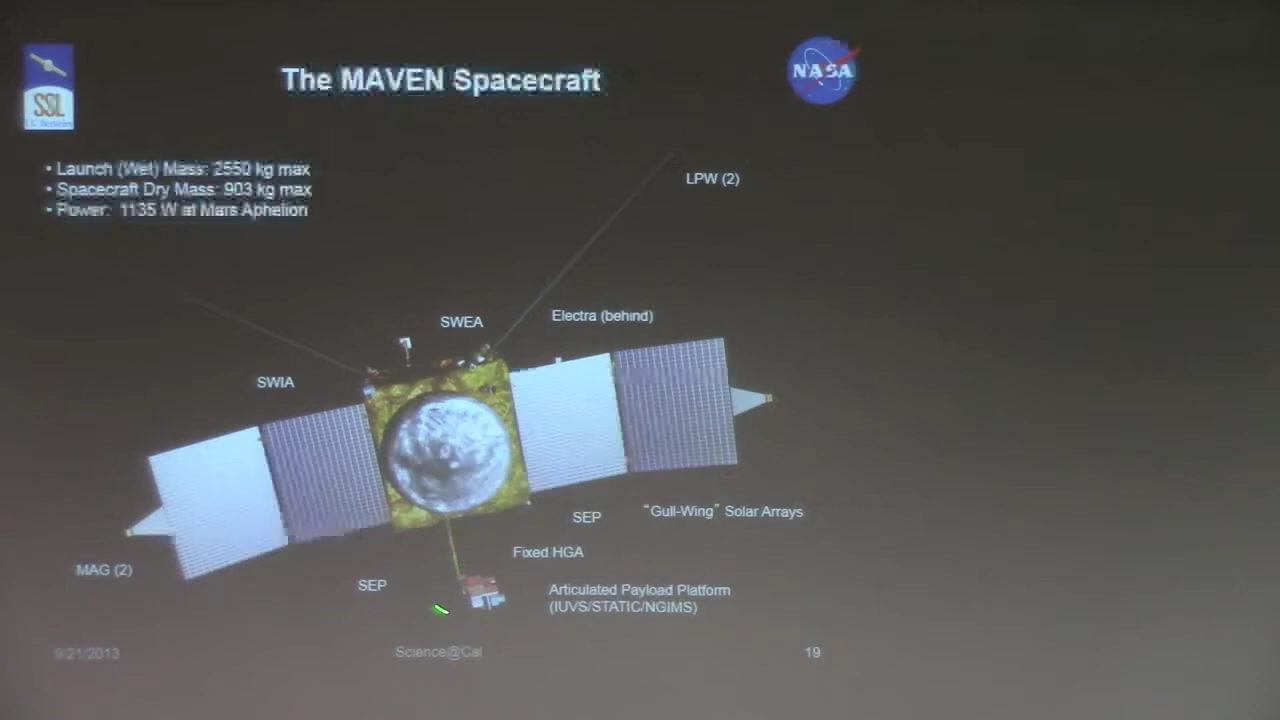 The MAVEN Spacecraft
NASA
SSL
UC Berkeley
• Launch (Wet) Mass: 2550 kg max
• Spacecraft Dry Mass: 903 kg max
• Power: 1135 W at Mars Aphelion
LPW (2)
SWEA
Electra (behind)
SWIA
SEP
"Gull-Wing" Solar Arrays
Fixed HGA
MAG (2)
SEP
Articulated Payload Platform
(IUVS/STATIC/NGIMS)
9/21/2013
Science@Cal
19